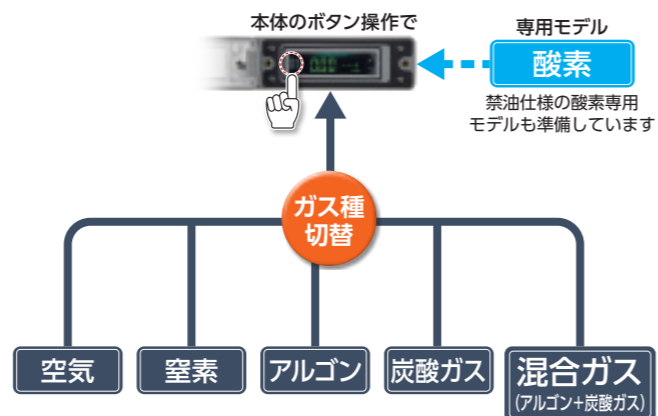 本体のボタン操作で
専用モデル
酸素
禁油仕様の酸素専用
モデルも準備しています
ガス種
切替
空気
窒素
アルゴン
炭酸ガス
混合ガス
(アルゴン+炭酸ガス)